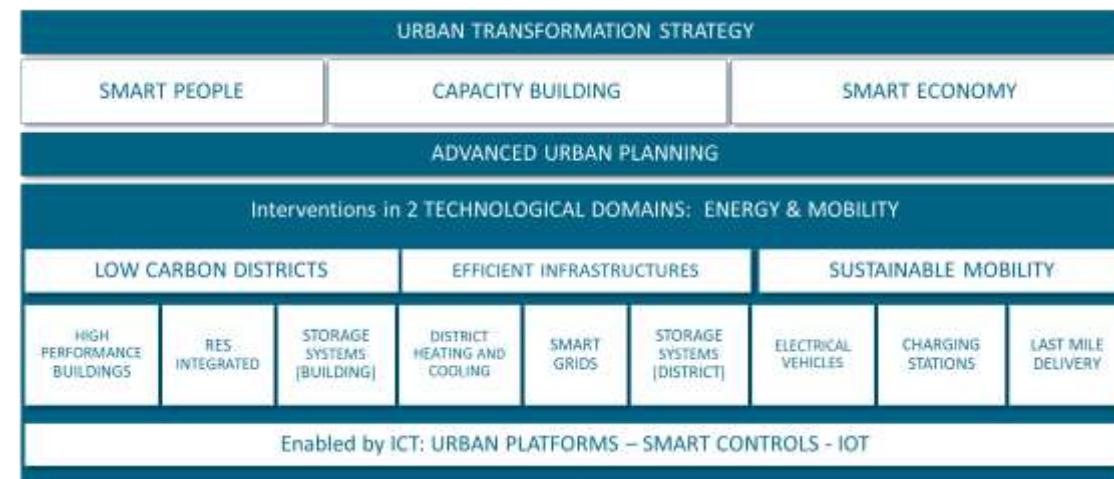 URBAN TRANSFORMATION STRATEGY
SMART PEOPLE
CAPACITY BUILDING
SMART ECONOMY
ADVANCED URBAN PLANNING
Interventions in 2 TECHNOLOGICAL DOMAINS: ENERGY & MOBILITY
LOW CARBON DISTRICTS
EFFICIENT INFRASTRUCTURES
SUSTAINABLE MOBILITY
HIGH
PERFORMANCE
BUILDINGS
RES
INTEGRATED
STORAGE
SYSTEMS
(BUILDING)
DISTRICT
HEATING AND
COOLING
SMART
GRIDS
STORAGE
SYSTEMS
(DISTRICT)
ELECTRICAL
VEHICLES
CHARGING
STATIONS
LAST MILE
DELIVERY
Enabled by ICT: URBAN PLATFORMS – SMART CONTROLS - IOT